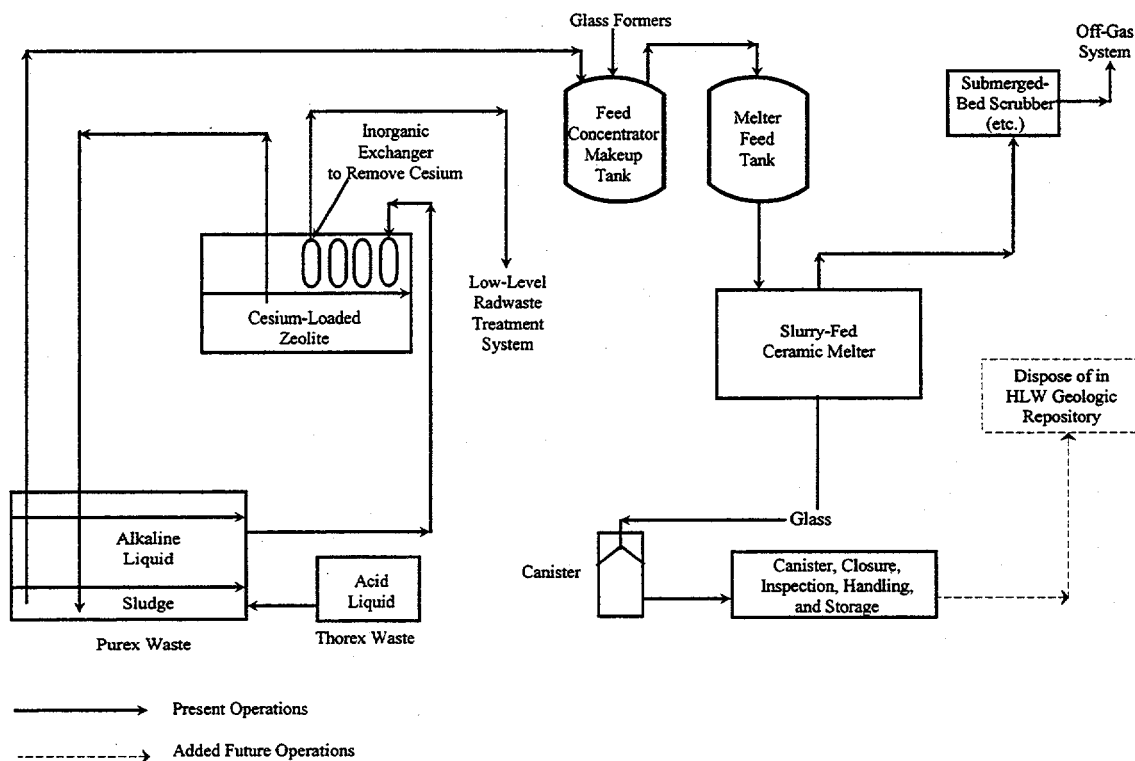 Glass Formers
Off-Gas
System
Submerged-
Bed Scrubber
(etc.)
Feed
Concentrator
Makeup
Tank
Melter
Feed
Tank
Inorganic
Exchanger
to Remove Cesium
Cesium-Loaded
Zeolite
Low-Level
Radwaste
Treatment
System
Slurry-Fed
Ceramic Melter
Dispose of in
HLW Geologic
Repository
Alkaline
Liquid
Sludge
Purex Waste
Acid
Liquid
Thorex Waste
Glass
Canister
Canister, Closure,
Inspection, Handling,
and Storage
Present Operations
Added Future Operations